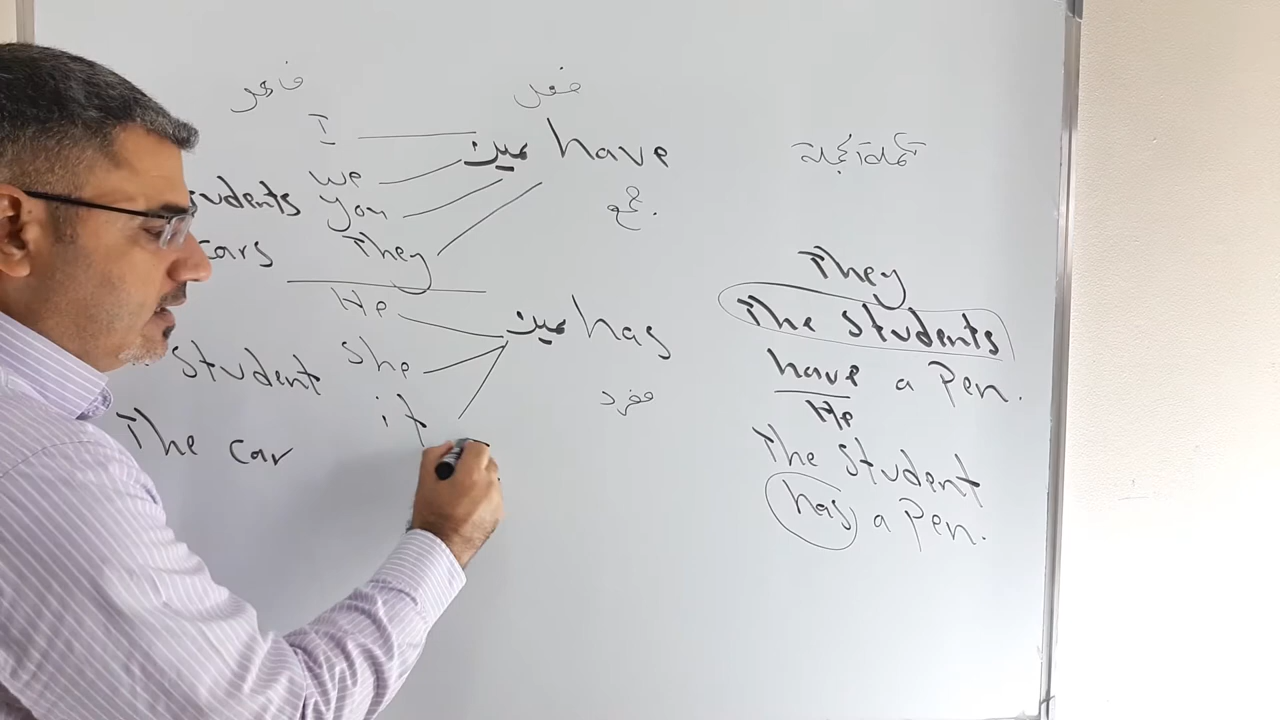 فاعل
فعل
I
have
we
students
you
cars
They
جمع
تكملة الجملة
He
has
She
student
it
مفرد
The car
They
The students
have a Pen.
He
The student
has a Pen.